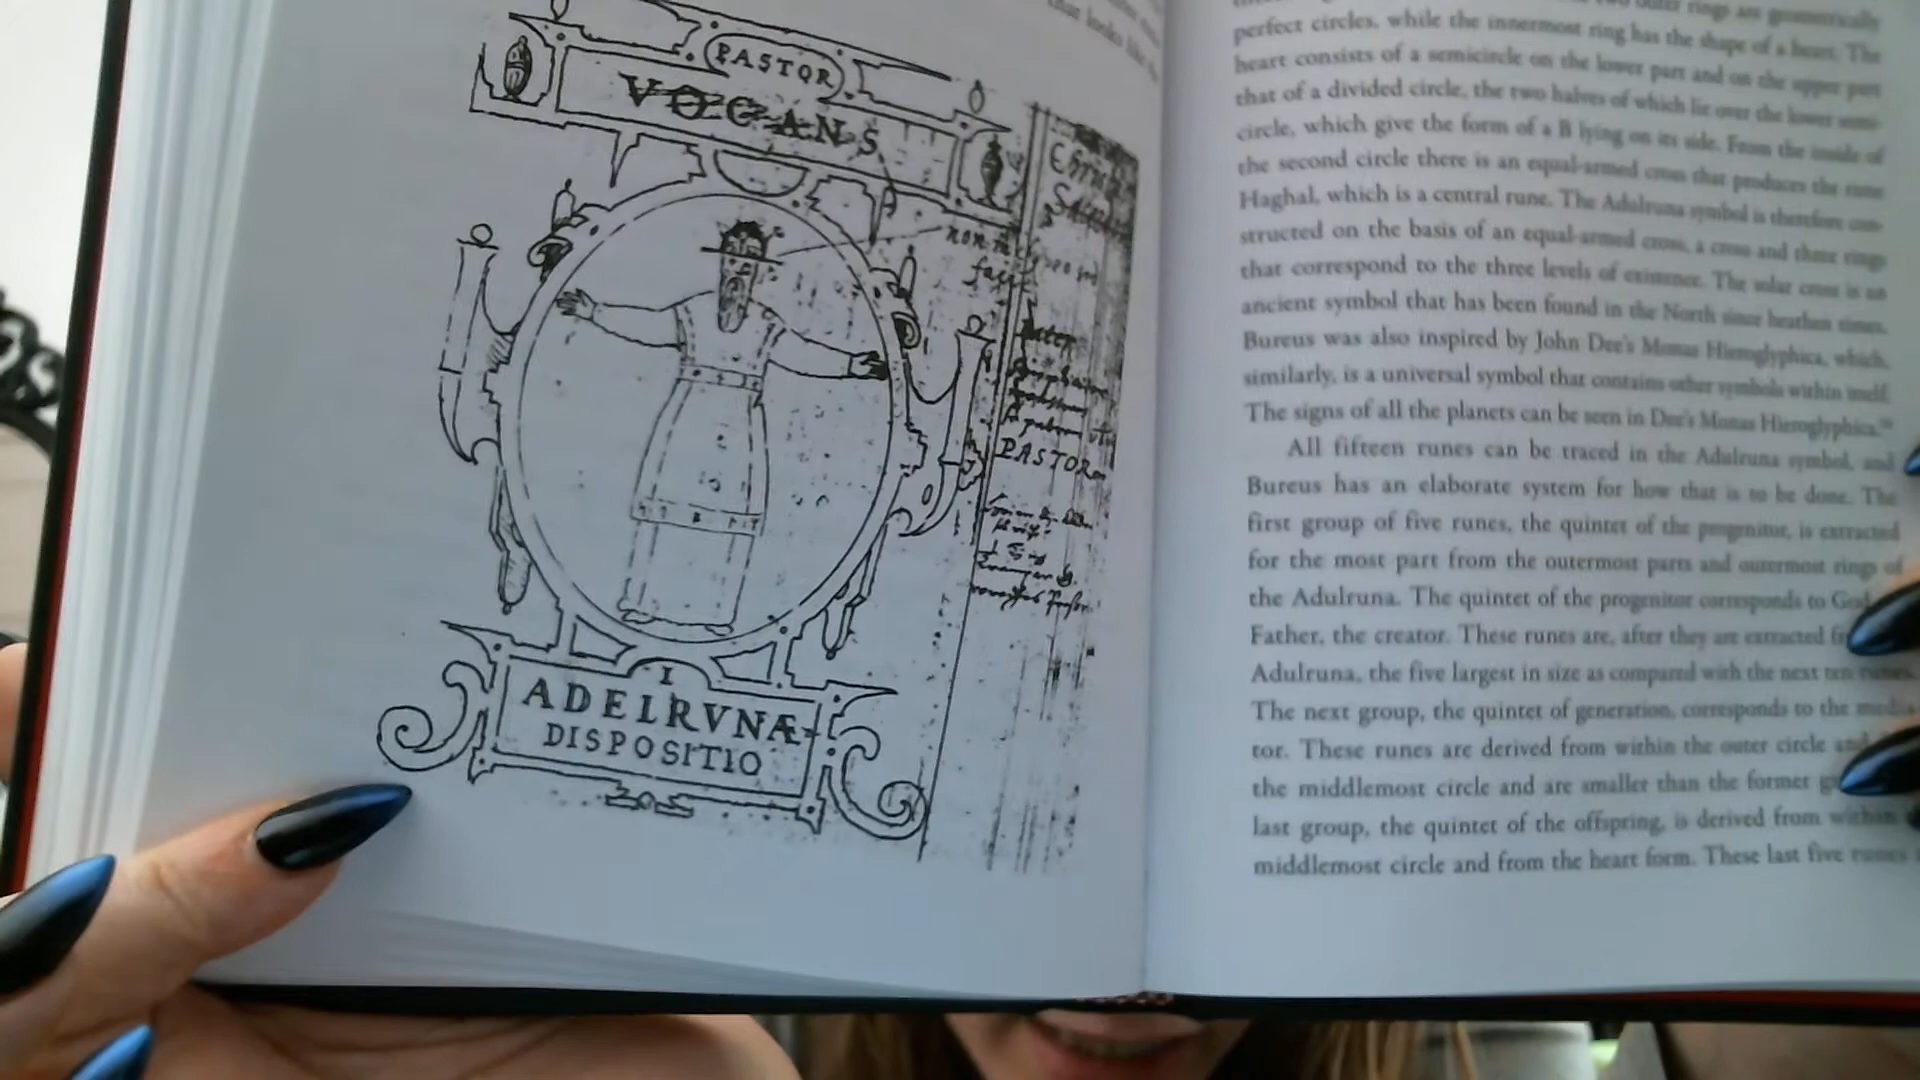 that looks like
PASTOR
VOCANS
non
PASTOR
I
ADELRVNÆ
DISPOSITIO
outer rings are geometrically
perfect circles, while the innermost ring has the shape of a heart. The
heart consists of a semicircle on the lower part and on the upper part
that of a divided circle, the two halves of which lie over the lower semi-
circle, which give the form of a B lying on its side. From the inside of
the second circle there is an equal-armed cross that produces the rune
Haghal, which is a central rune. The Adulruna symbol is therefore con-
structed on the basis of an equal-armed cross, a cross and three rings
that correspond to the three levels of existence. The solar cross is an
ancient symbol that has been found in the North since heathen times.
Bureus was also inspired by John Dee's Monas Hieroglyphica, which,
similarly, is a universal symbol that contains other symbols within itself.
The signs of all the planets can be seen in Dee's Monas Hieroglyphica.
All fifteen runes can be traced in the Adulruna symbol, and
Bureus has an elaborate system for how that is to be done. The
first group of five runes, the quintet of the progenitor, is extracted
for the most part from the outermost parts and outermost rings of
the Adulruna. The quintet of the progenitor corresponds to God
Father, the creator. These runes are, after they are extracted
Adulruna, the five largest in size as compared with the next ten runes.
The next group, the quintet of generation, corresponds to the media
tor. These runes are derived from within the outer circle and
the middlemost circle and are smaller than the former
last group, the quintet of the offspring, is derived from within
middlemost circle and from the heart form. These last five runes